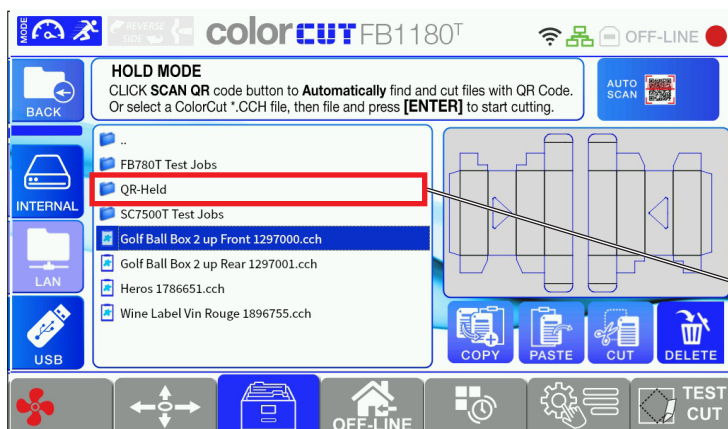 MODE
REVERSE
SIDE
colorCUT FB1180T
OFF-LINE
HOLD MODE
CLICK SCAN QR code button to Automatically find and cut files with QR Code.
Or select a ColorCut *.CCH file, then file and press [ENTER] to start cutting.
AUTO
SCAN
BACK
..
FB780T Test Jobs
QR-Held
SC7500T Test Jobs
Golf Ball Box 2 up Front 1297000.cch
Golf Ball Box 2 up Rear 1297001.cch
Heros 1786651.cch
Wine Label Vin Rouge 1896755.cch
INTERNAL
LAN
USB
COPY
PASTE
CUT
DELETE
OFF-LINE
TEST
CUT